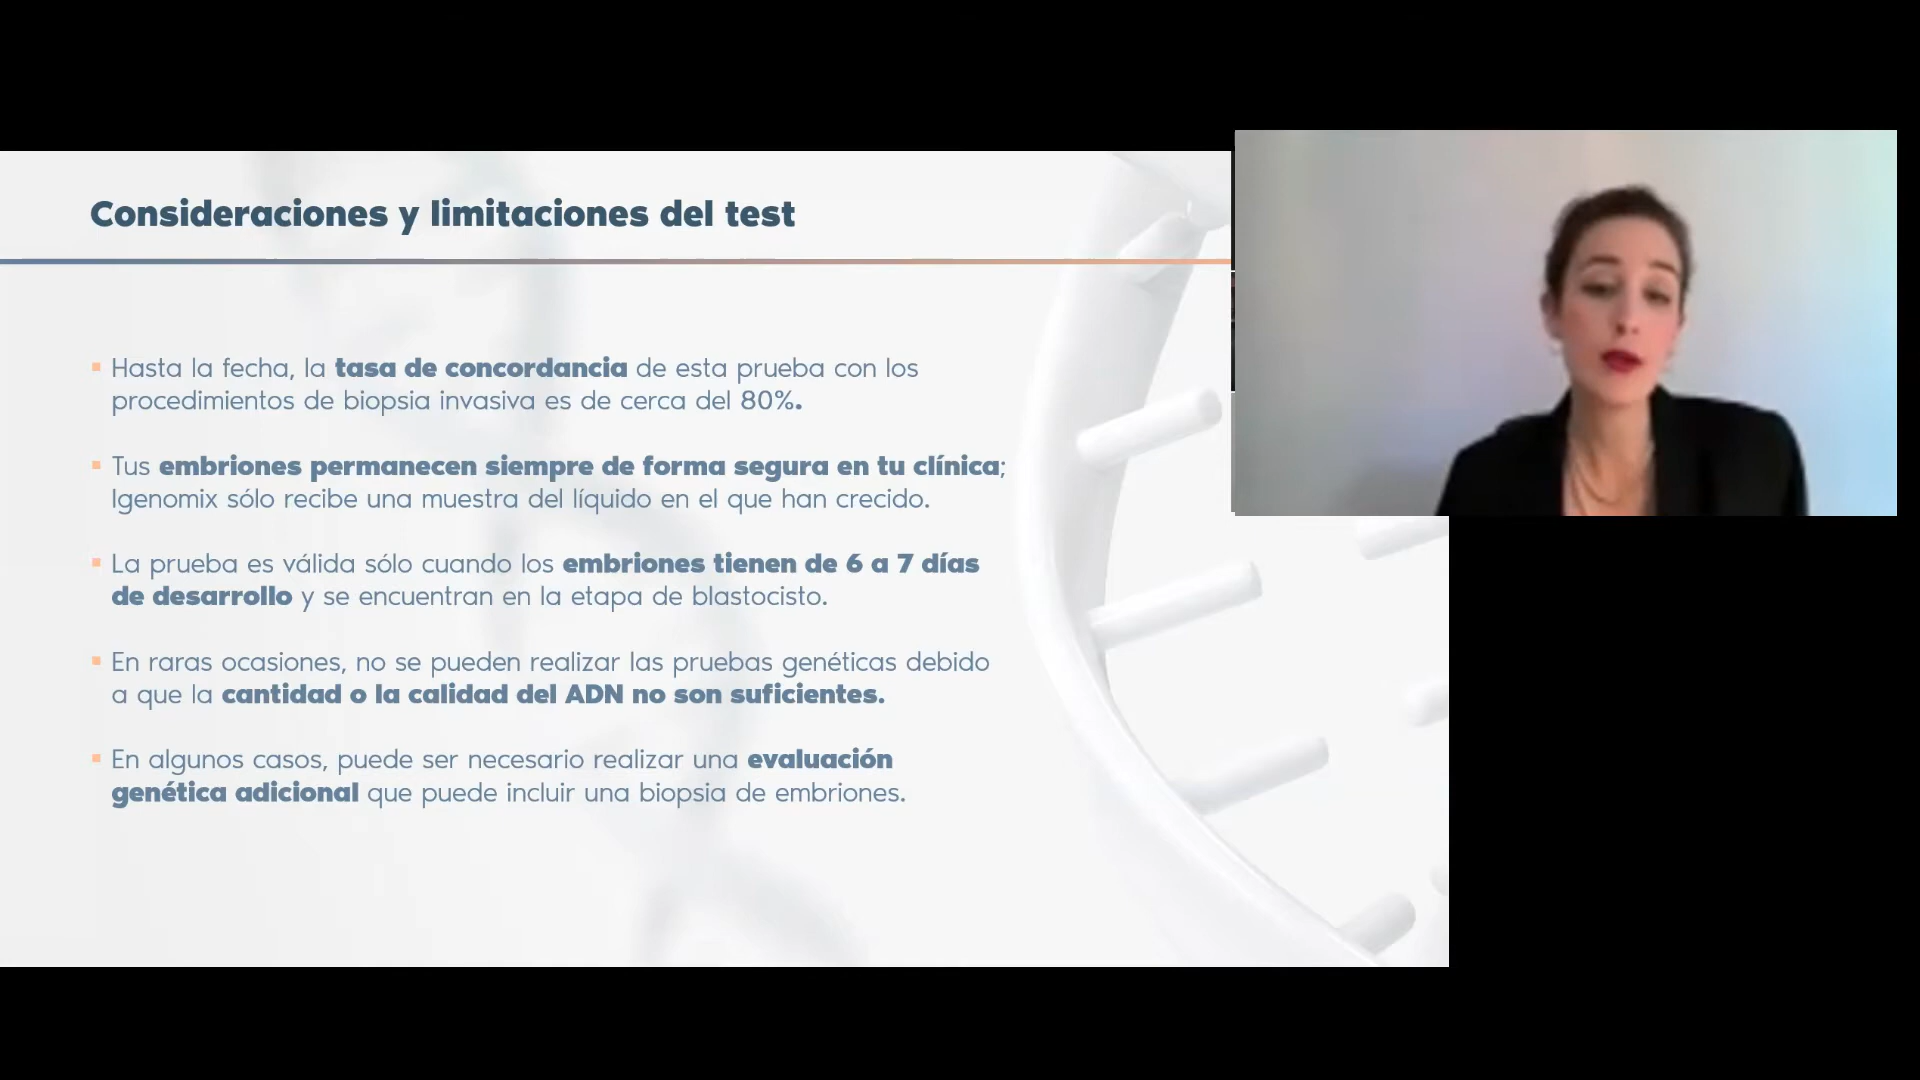 Consideraciones y limitaciones del test
Hasta la fecha, la tasa de concordancia de esta prueba con los
procedimientos de biopsia invasiva es de cerca del 80%.
Tus embriones permanecen siempre de forma segura en tu clínica;
Igenomix sólo recibe una muestra del líquido en el que han crecido.
La prueba es válida sólo cuando los embriones tienen de 6 a 7 días
de desarrollo y se encuentran en la etapa de blastocisto.
En raras ocasiones, no se pueden realizar las pruebas genéticas debido
a que la cantidad o la calidad del ADN no son suficientes.
En algunos casos, puede ser necesario realizar una evaluación
genética adicional que puede incluir una biopsia de embriones.